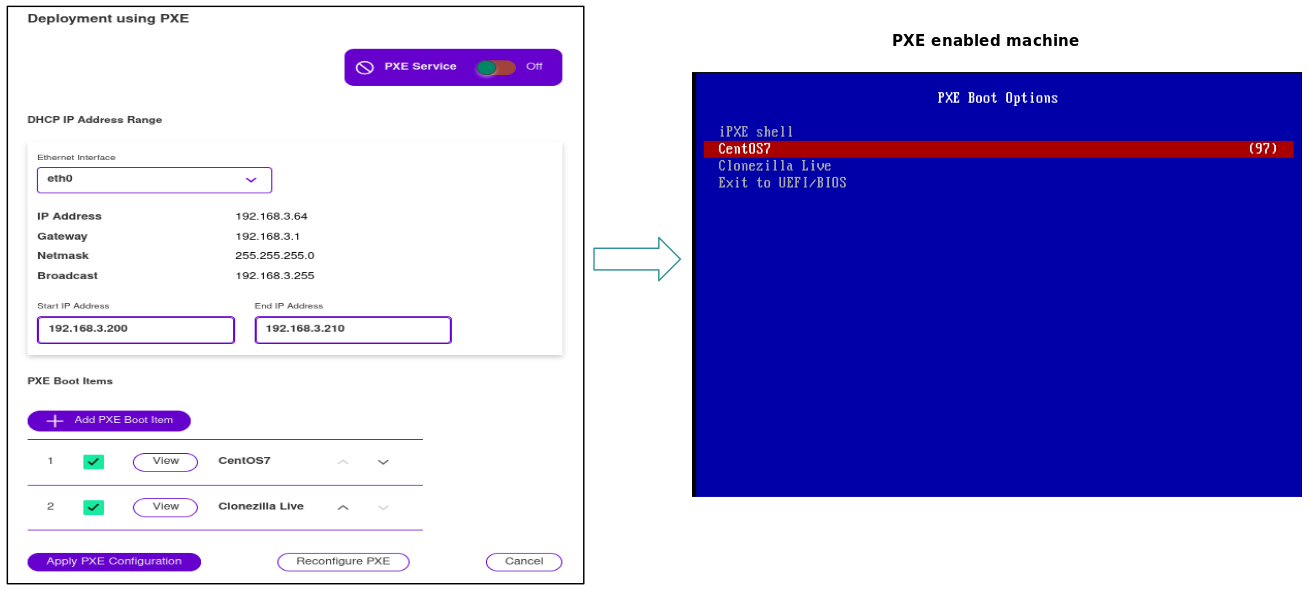 Deployment using PXE
PXE Service Off
DHCP IP Address Range
Ethernet Interface
eth0
IP Address 192.168.3.64
Gateway 192.168.3.1
Netmask 255.255.255.0
Broadcast 192.168.3.255
Start IP Address End IP Address
192.168.3.200 192.168.3.210
PXE Boot Items
Add PXE Boot Item
1 View CentOS7
2 View Clonezilla Live
Apply PXE Configuration Reconfigure PXE Cancel
PXE enabled machine
PXE Boot Options
iPXE shell
CentOS7 (97)
Clonezilla Live
Exit to UEFI/BIOS